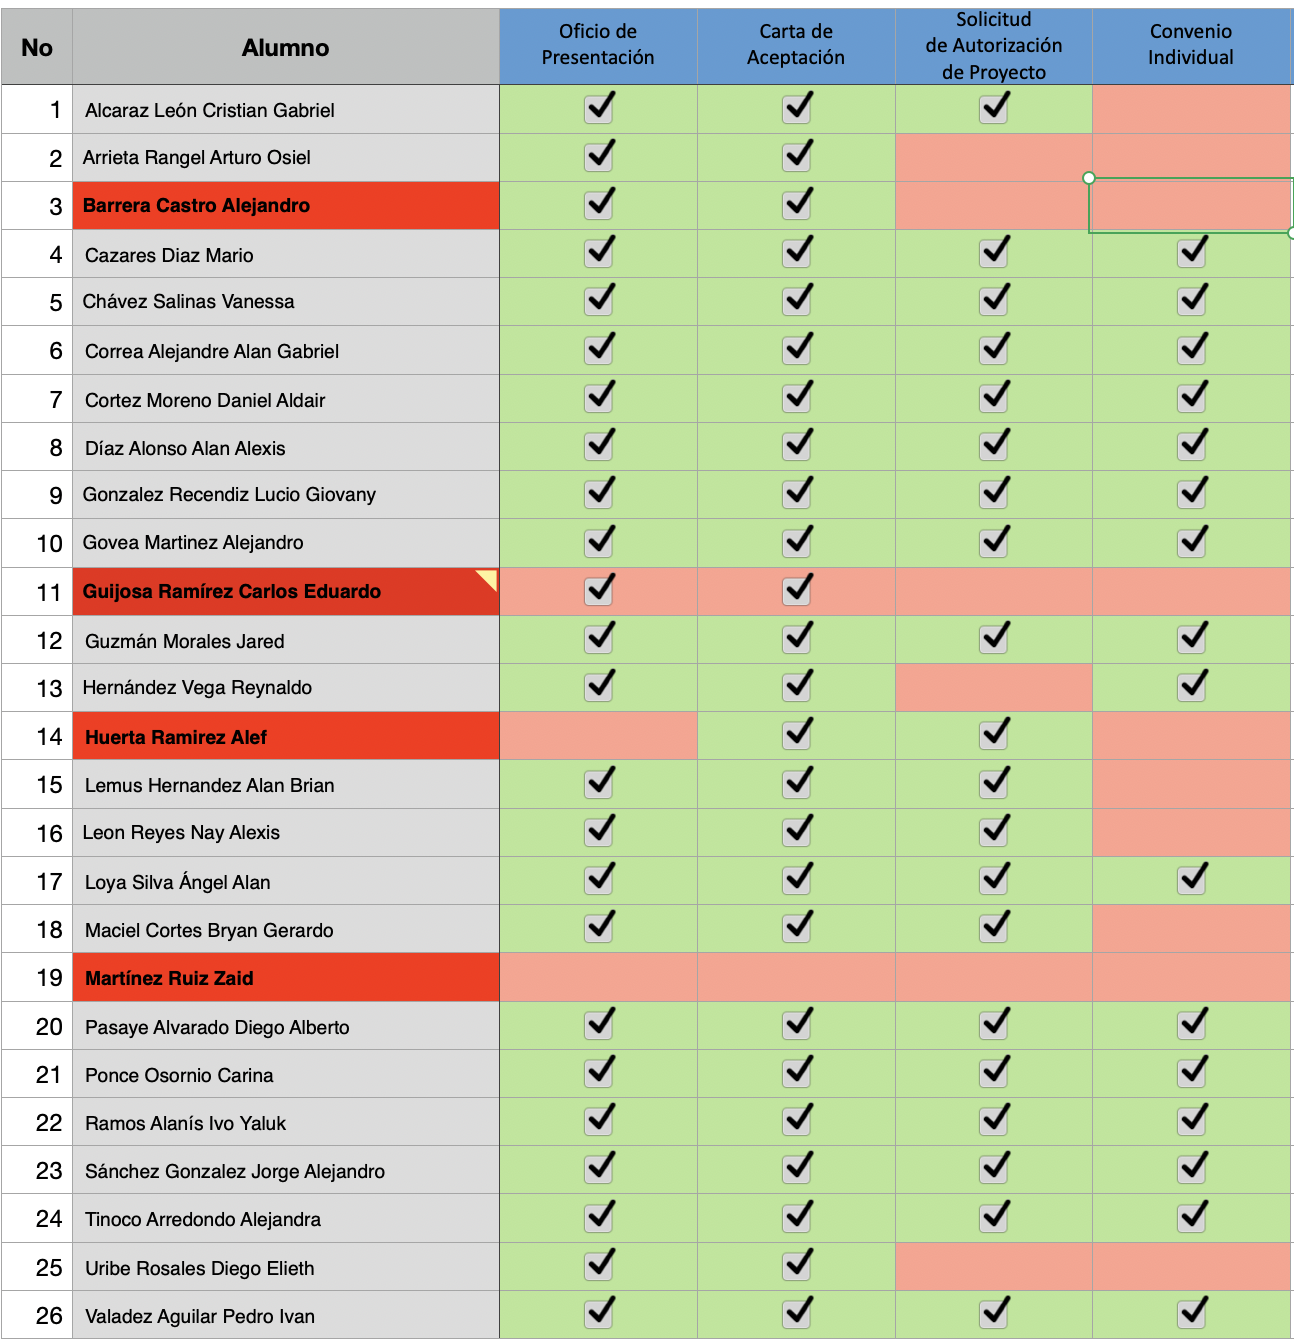 No Alumno Oficio de Presentación Carta de Aceptación Solicitud de Autorización de Proyecto Convenio Individual
1 Alcaraz León Cristian Gabriel
2 Arrieta Rangel Arturo Osiel
3 Barrera Castro Alejandro
4 Cazares Diaz Mario
5 Chávez Salinas Vanessa
6 Correa Alejandre Alan Gabriel
7 Cortez Moreno Daniel Aldair
8 Díaz Alonso Alan Alexis
9 Gonzalez Recendiz Lucio Giovany
10 Govea Martinez Alejandro
11 Guijosa Ramírez Carlos Eduardo
12 Guzmán Morales Jared
13 Hernández Vega Reynaldo
14 Huerta Ramirez Alef
15 Lemus Hernandez Alan Brian
16 Leon Reyes Nay Alexis
17 Loya Silva Ángel Alan
18 Maciel Cortes Bryan Gerardo
19 Martínez Ruiz Zaid
20 Pasaye Alvarado Diego Alberto
21 Ponce Osornio Carina
22 Ramos Alanís Ivo Yaluk
23 Sánchez Gonzalez Jorge Alejandro
24 Tinoco Arredondo Alejandra
25 Uribe Rosales Diego Elieth
26 Valadez Aguilar Pedro Ivan